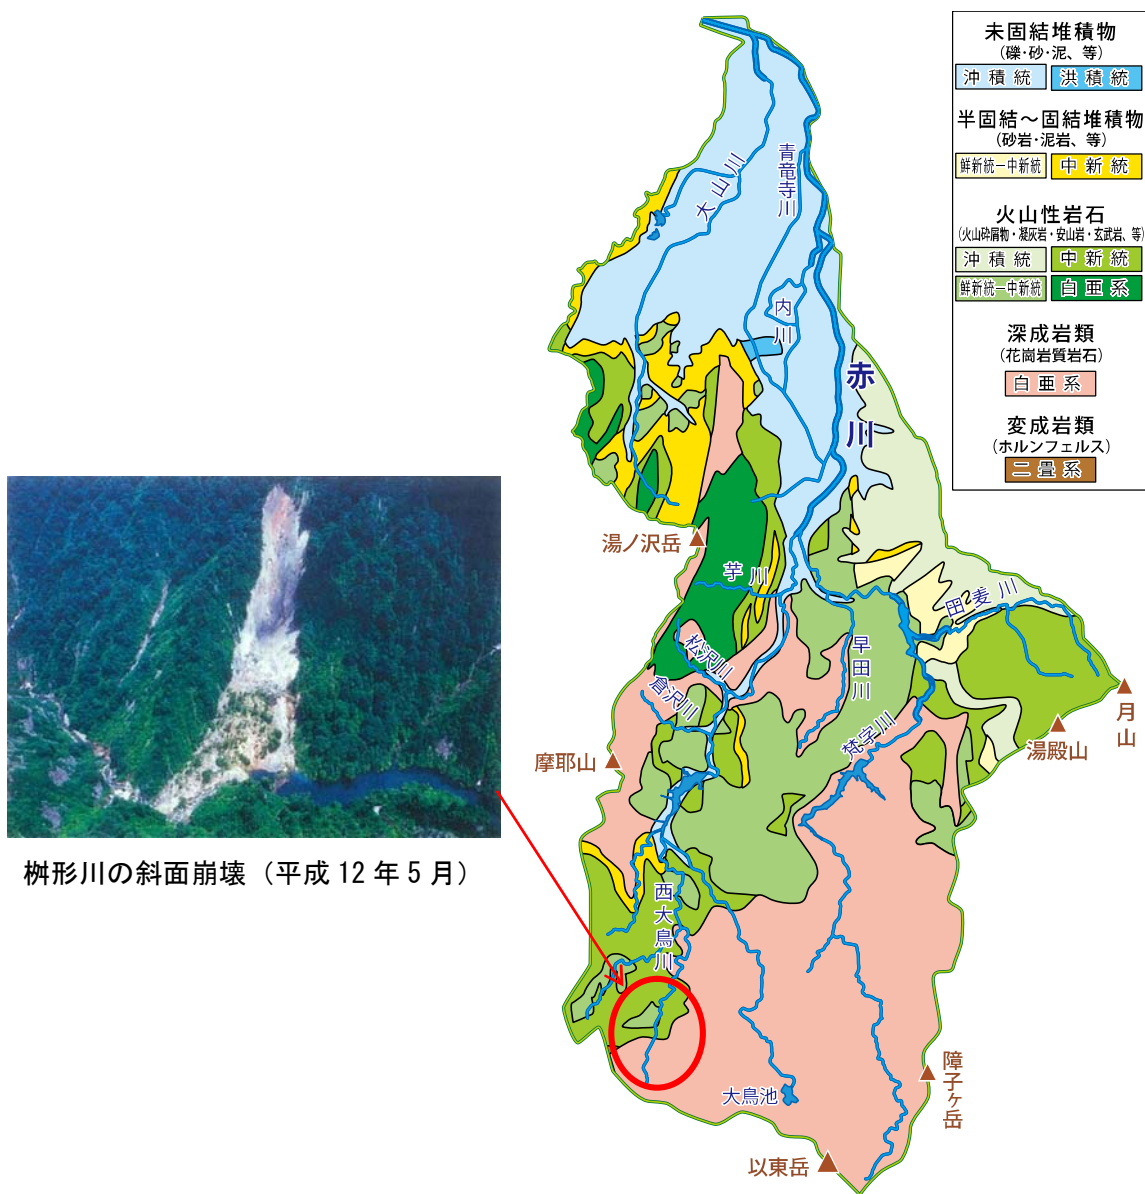 未固結堆積物
(礫・砂・泥、等)
沖積統
洪積統
半固結～固結堆積物
(砂岩・泥岩、等)
鮮新統ー中新統
中新統
火山性岩石
(火山砕屑物・凝灰岩・安山岩・玄武岩、等)
沖積統
中新統
鮮新統ー中新統
白亜系
深成岩類
(花崗岩質岩石)
白亜系
変成岩類
(ホルンフェルス)
二畳系
大山川
青竜寺川
内川
赤川
湯ノ沢岳
芋川
田麦川
松沢川
早田川
倉沢川
梵字川
月山
湯殿山
摩耶山
桝形川の斜面崩壊（平成12年5月）
西大鳥川
大鳥池
障子ヶ岳
以東岳